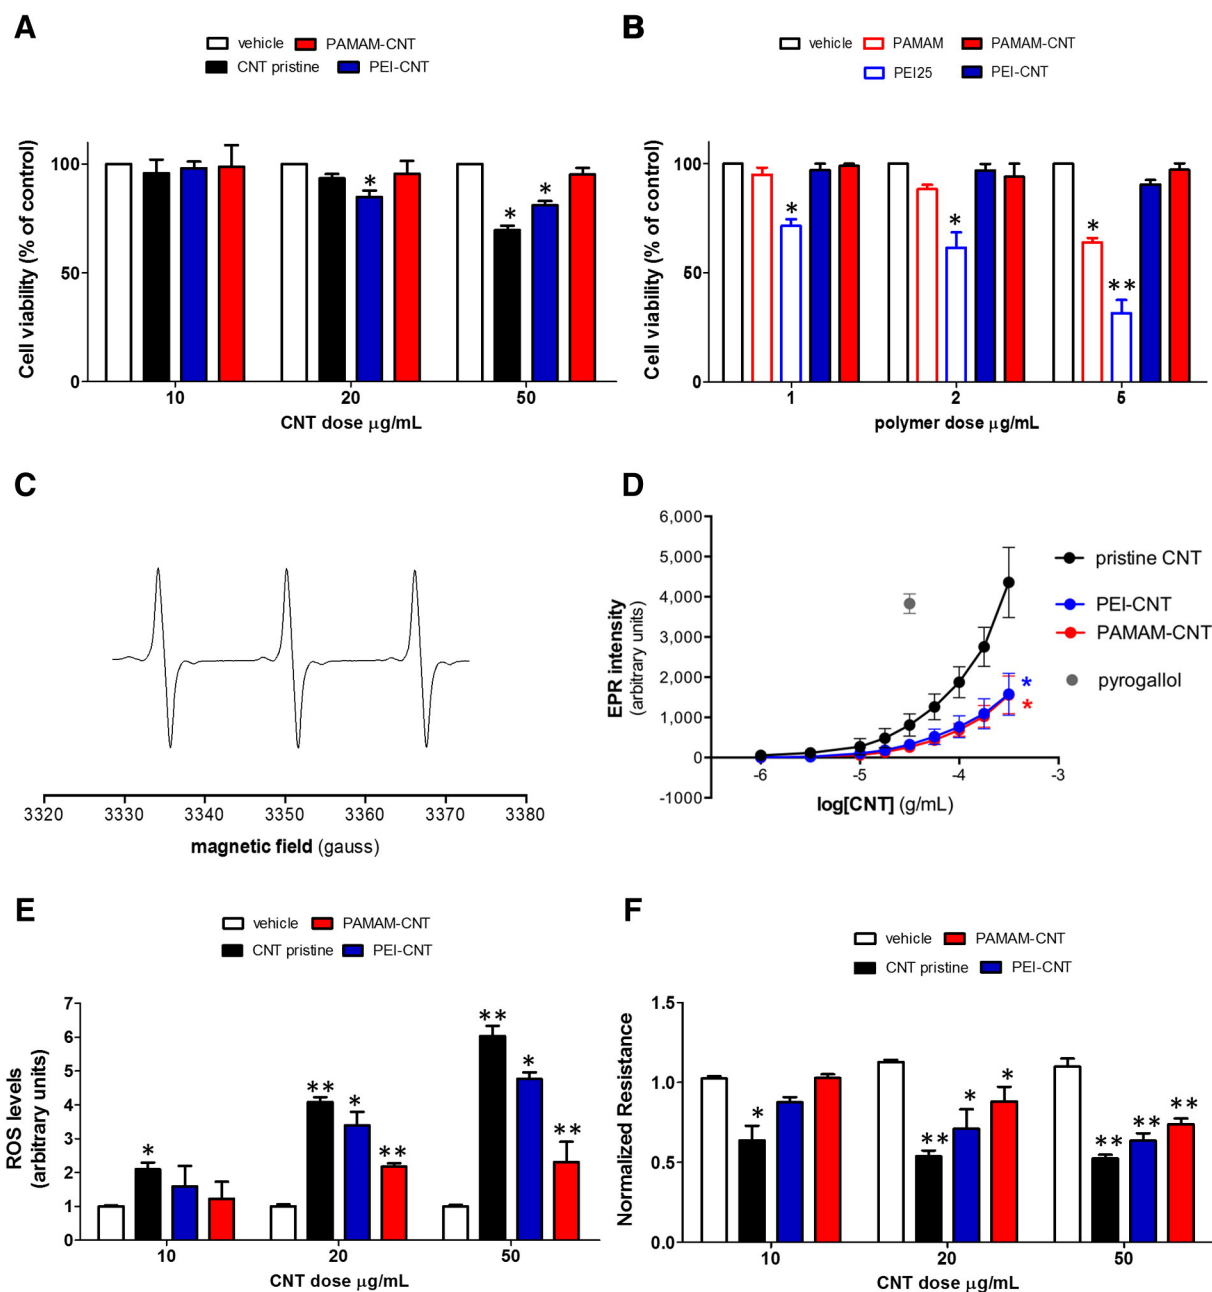 A
vehicle PAMAM-CNT
CNT pristine PEI-CNT
Cell viability (% of control)
100
50
0
*
*
*
10 20 50
CNT dose μg/mL
B
vehicle PAMAM PAMAM-CNT
PEI25 PEI-CNT
Cell viability (% of control)
100
50
0
*
*
*
**
1 2 5
polymer dose μg/mL
C
3320 3330 3340 3350 3360 3370 3380
magnetic field (gauss)
D
EPR intensity
(arbitrary units)
6,000
5,000
4,000
3,000
2,000
1,000
0
-1000
-6 -5 -4 -3
log[CNT] (g/mL)
pristine CNT
PEI-CNT
PAMAM-CNT
pyrogallol
*
*
E
vehicle PAMAM-CNT
CNT pristine PEI-CNT
ROS levels
(arbitrary units)
7
6
5
4
3
2
1
0
*
** * **
** * **
10 20 50
CNT dose μg/mL
F
vehicle PAMAM-CNT
CNT pristine PEI-CNT
Normalized Resistance
1.5
1.0
0.5
0.0
*
** * *
** ** **
10 20 50
CNT dose μg/mL